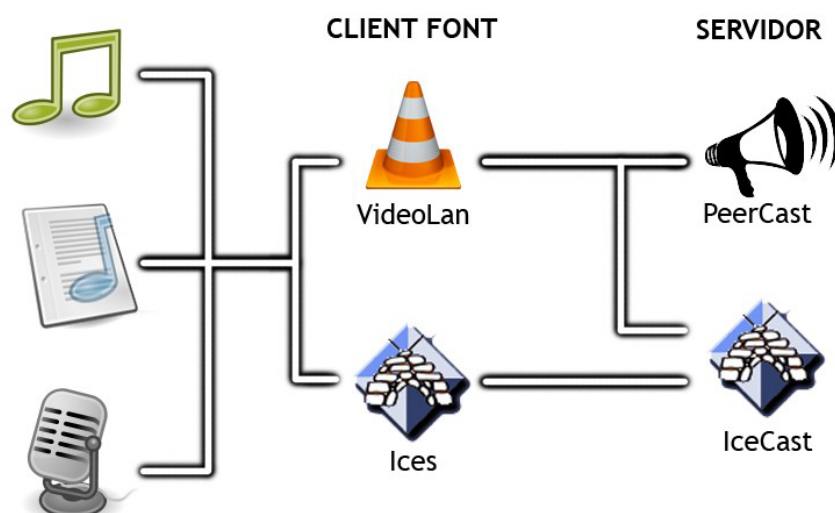 CLIENT FONT
SERVIDOR
VideoLan
PeerCast
Ices
IceCast